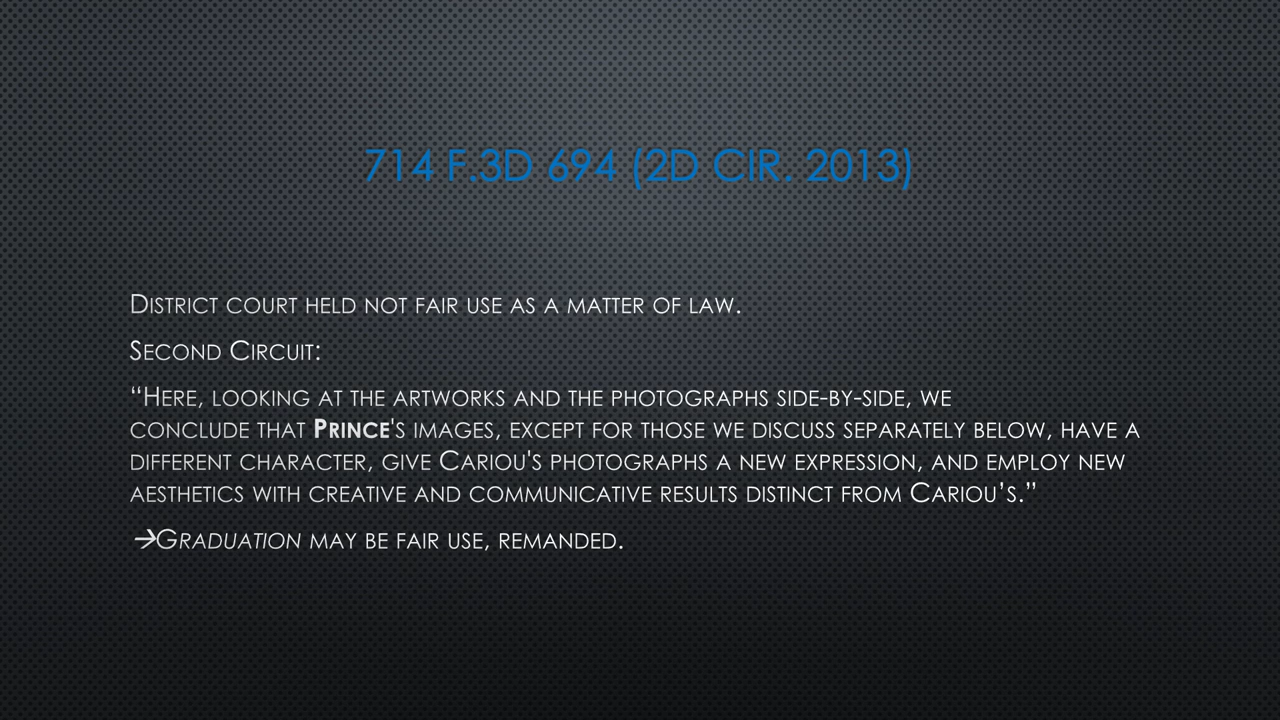 714 F.3D 694 (2D CIR. 2013)
District court held not fair use as a matter of law.
Second Circuit:
“Here, looking at the artworks and the photographs side-by-side, we
conclude that Prince's images, except for those we discuss separately below, have a
different character, give Cariou's photographs a new expression, and employ new
aesthetics with creative and communicative results distinct from Cariou’s.”
→Graduation may be fair use, remanded.